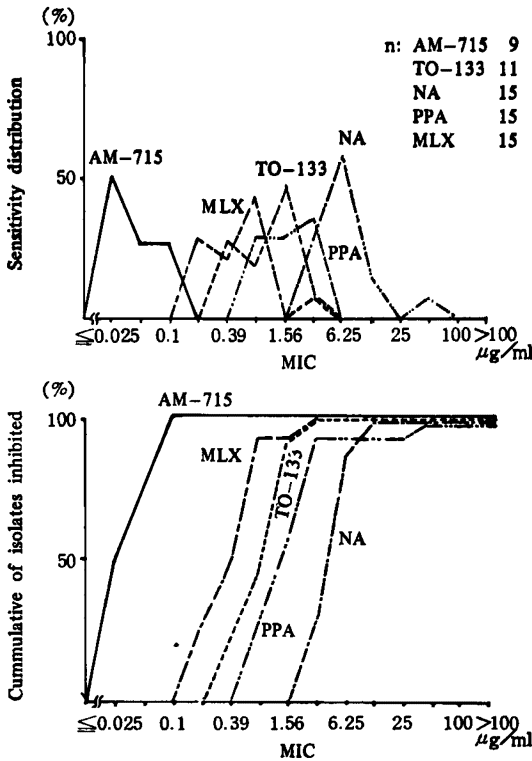 (%)
100
50
Sensitivity distribution
n: AM-715 9
TO-133 11
NA 15
PPA 15
MLX 15
AM-715
MLX
TO-133
NA
PPA
≦0.025 0.1 0.39 1.56 6.25 25 100 >100
MIC
μg/ml
(%)
100
50
Cummulative of isolates inhibited
AM-715
MLX
TO-133
NA
PPA
≦0.025 0.1 0.39 1.56 6.25 25 100 >100
MIC
μg/ml